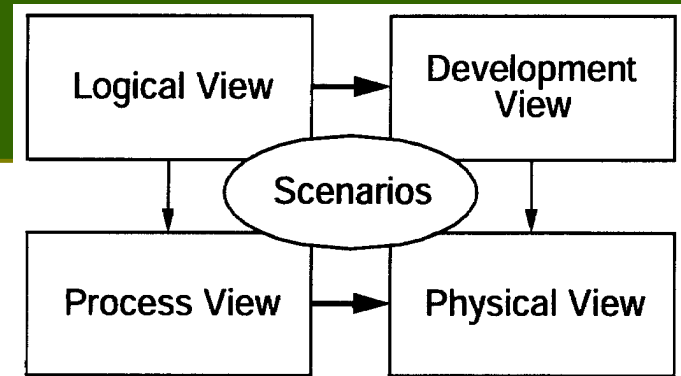 Logical View
Development
View
Scenarios
Process View
Physical View